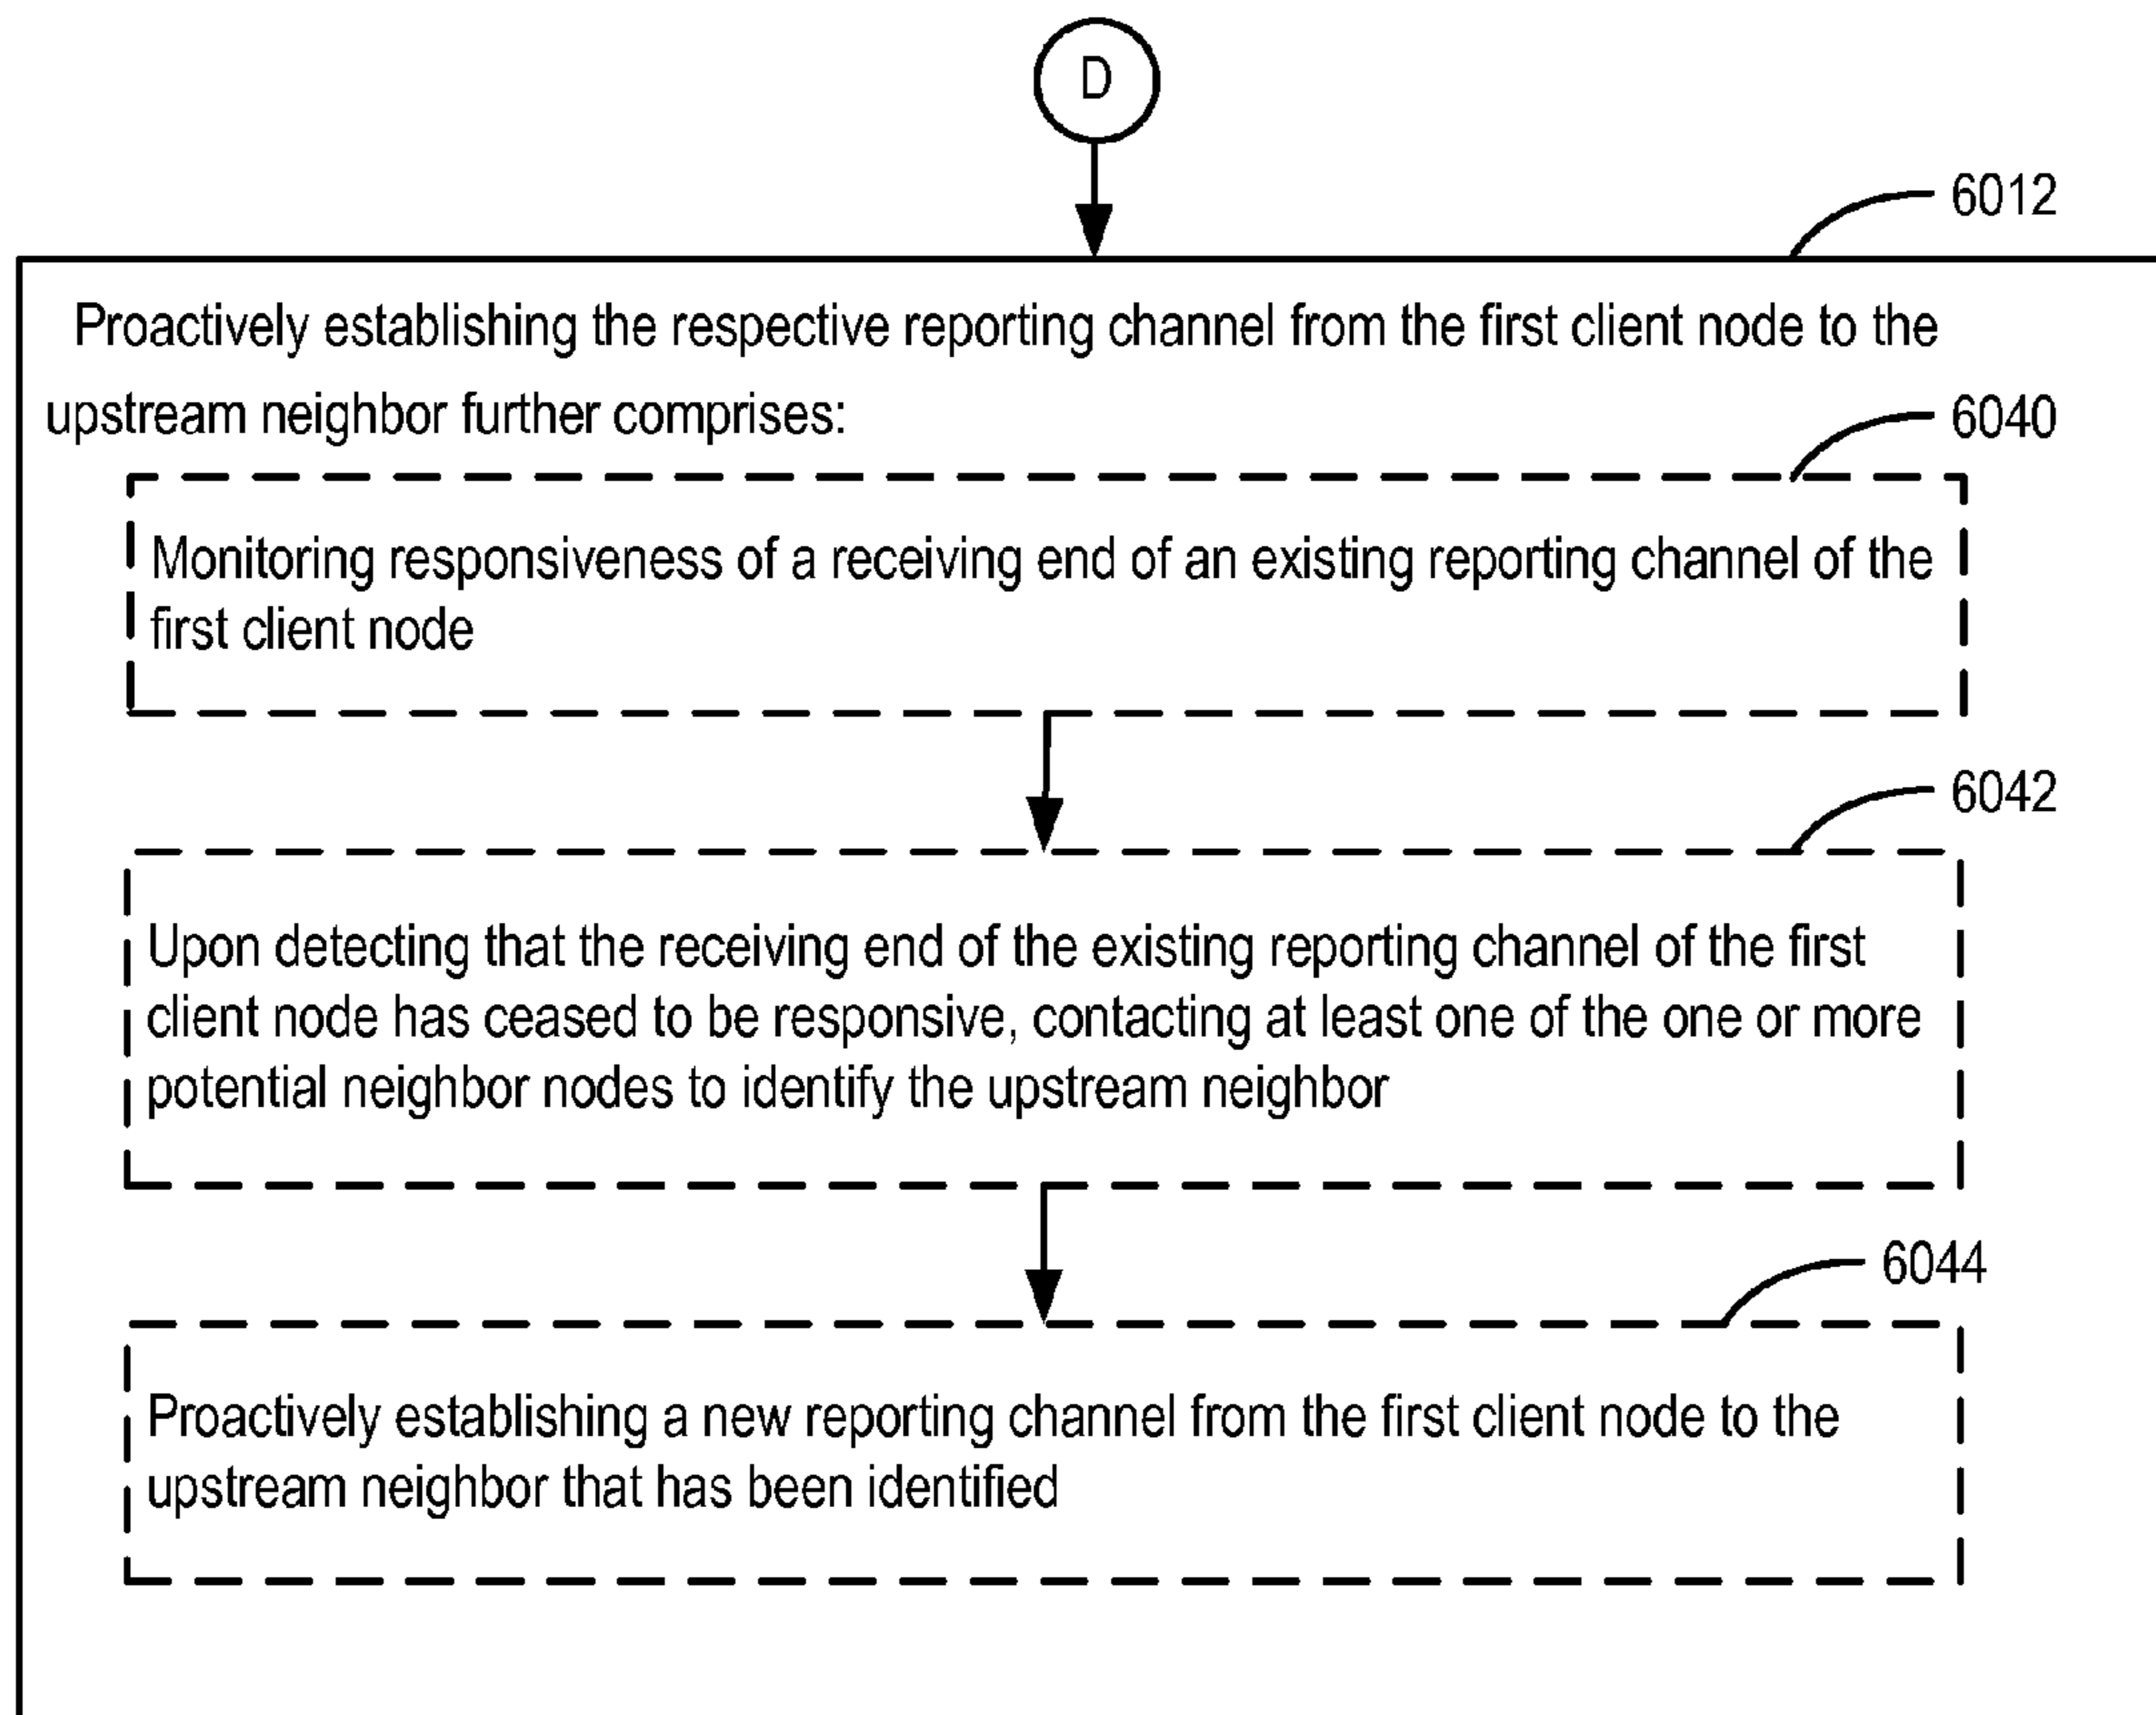 D
6012
Proactively establishing the respective reporting channel from the first client node to the
upstream neighbor further comprises:
6040
Monitoring responsiveness of a receiving end of an existing reporting channel of the
first client node
6042
Upon detecting that the receiving end of the existing reporting channel of the first
client node has ceased to be responsive, contacting at least one of the one or more
potential neighbor nodes to identify the upstream neighbor
6044
Proactively establishing a new reporting channel from the first client node to the
upstream neighbor that has been identified